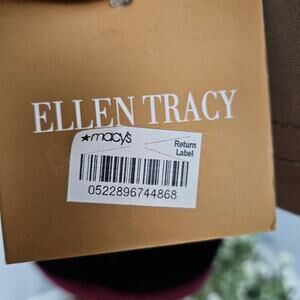 ELLEN TRACY
★macy's
Return
Label
0522896744868